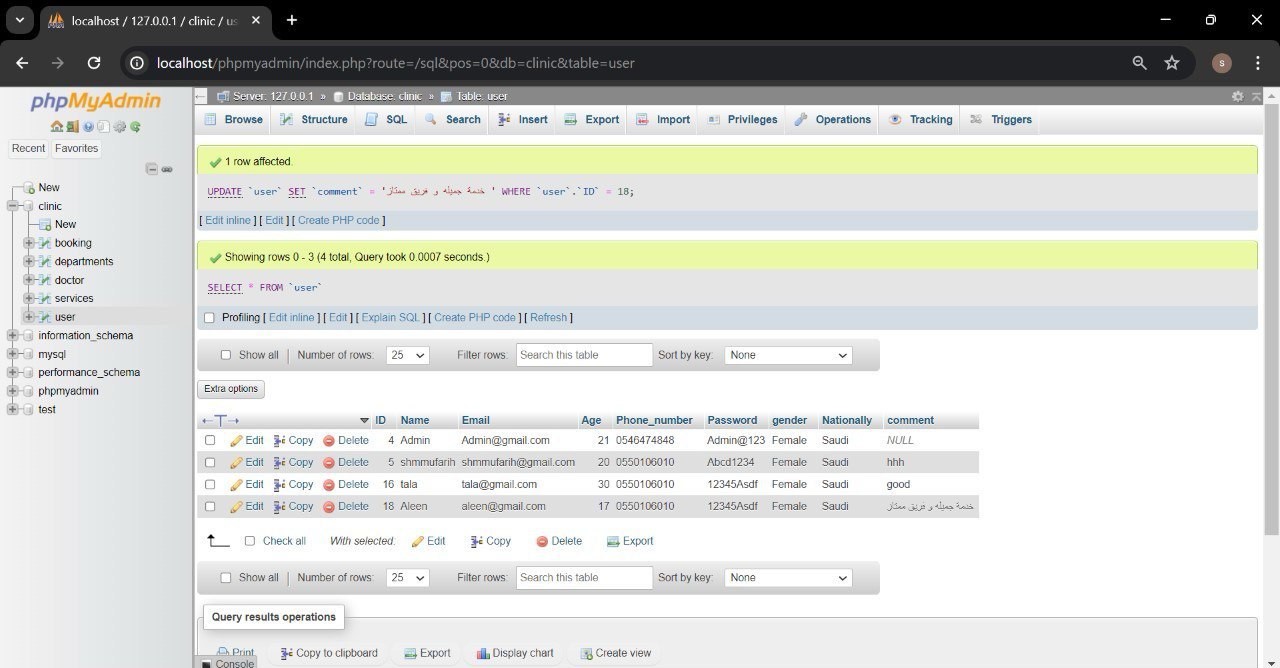 localhost / 127.0.0.1 / clinic / us
localhost/phpmyadmin/index.php?route=/sql&pos=0&db=clinic&table=user
S
phpMyAdmin
Recent Favorites
New
clinic
New
booking
departments
doctor
services
user
information_schema
mysql
performance_schema
phpmyadmin
test
Server: 127.0.0.1 » Database: clinic » Table: user
Browse Structure SQL Search Insert Export Import Privileges Operations Tracking Triggers
1 row affected.
UPDATE `user` SET `comment` = 'خدمة جميله و فريق ممتاز ' WHERE `user`.`ID` = 18;
[ Edit inline ] [ Edit ] [ Create PHP code ]
Showing rows 0 - 3 (4 total, Query took 0.0007 seconds.)
SELECT * FROM `user`
Profiling [ Edit inline ] [ Edit ] [ Explain SQL ] [ Create PHP code ] [ Refresh ]
Show all | Number of rows: 25 Filter rows: Search this table Sort by key: None
Extra options
←T→ ID Name Email Age Phone_number Password gender Nationally comment
Edit Copy Delete 4 Admin Admin@gmail.com 21 0546474848 Admin@123 Female Saudi NULL
Edit Copy Delete 5 shmmufarih shmmufarih@gmail.com 20 0550106010 Abcd1234 Female Saudi hhh
Edit Copy Delete 16 tala tala@gmail.com 30 0550106010 12345Asdf Female Saudi good
Edit Copy Delete 18 Aleen aleen@gmail.com 17 0550106010 12345Asdf Female Saudi خدمة جميله و فريق ممتاز
Check all With selected: Edit Copy Delete Export
Show all | Number of rows: 25 Filter rows: Search this table Sort by key: None
Query results operations
Print Copy to clipboard Export Display chart Create view
Console